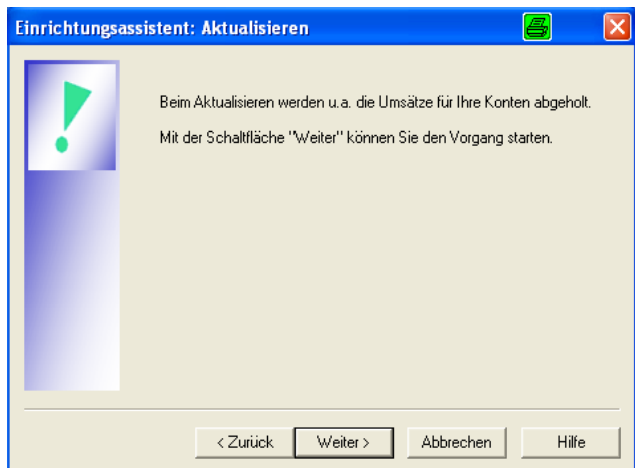 Einrichtungsassistent: Aktualisieren
Beim Aktualisieren werden u.a. die Umsätze für Ihre Konten abgeholt.
Mit der Schaltfläche "Weiter" können Sie den Vorgang starten.
< Zurück Weiter > Abbrechen Hilfe